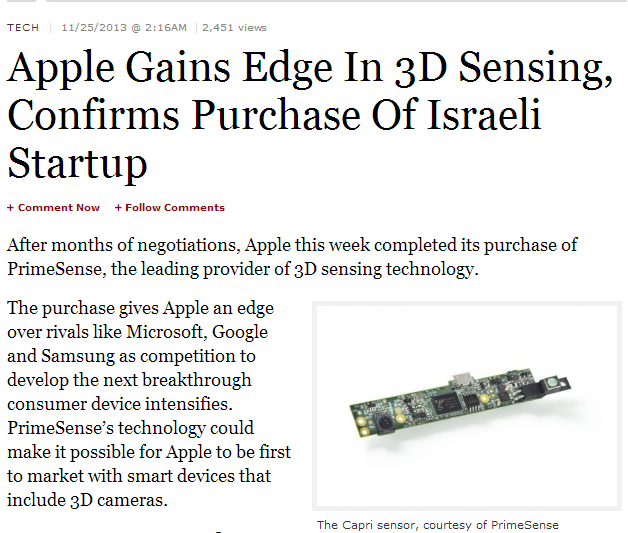 TECH | 11/25/2013 @ 2:16AM | 2,451 views
Apple Gains Edge In 3D Sensing,
Confirms Purchase Of Israeli
Startup
+ Comment Now + Follow Comments
After months of negotiations, Apple this week completed its purchase of
PrimeSense, the leading provider of 3D sensing technology.
The purchase gives Apple an edge
over rivals like Microsoft, Google
and Samsung as competition to
develop the next breakthrough
consumer device intensifies.
PrimeSense’s technology could
make it possible for Apple to be first
to market with smart devices that
include 3D cameras.
The Capri sensor, courtesy of PrimeSense